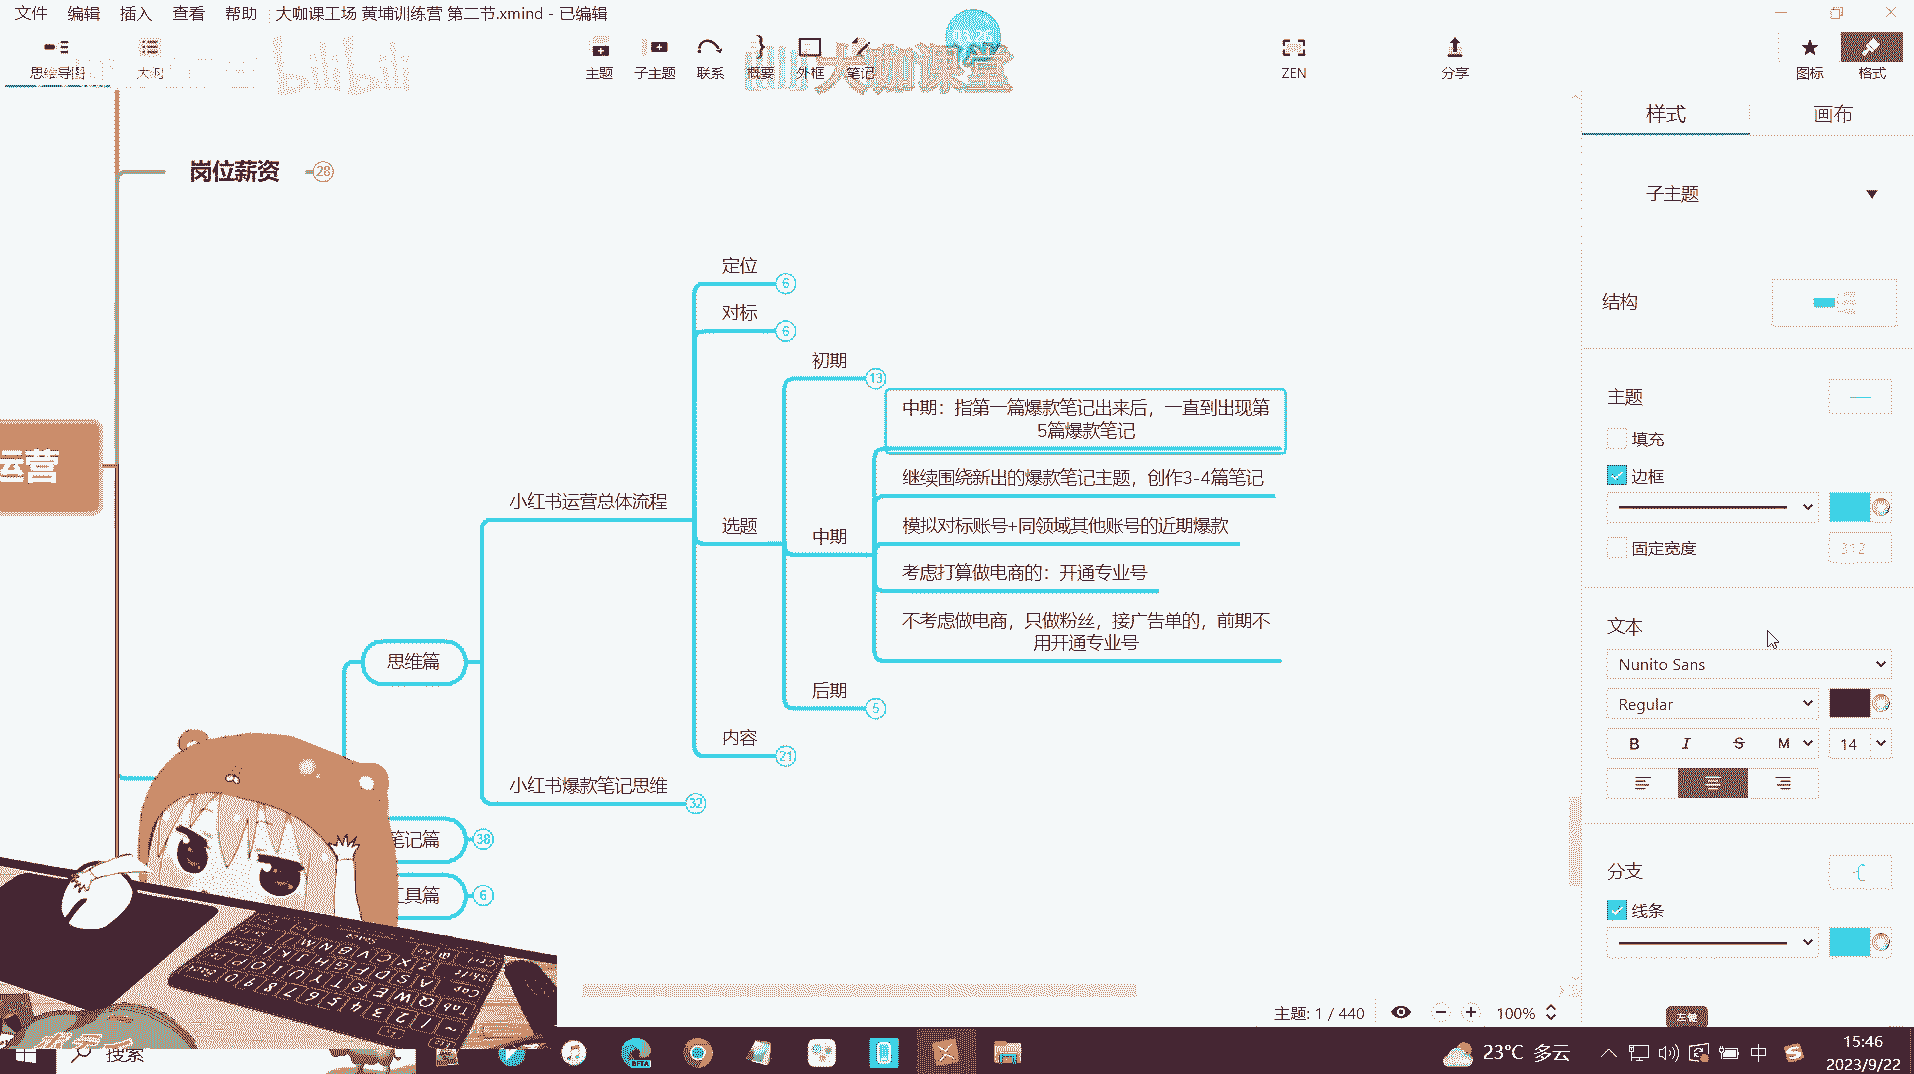 文件 编辑 插入 查看 帮助 大咖课工场 黄埔训练营 第二节.xmind - 已编辑
思维导图 大纲 主题 子主题 联系 概要 外框 笔记 ZEN 分享 图标 格式
bilibili 大咖课堂
样式 画布
岗位薪资 28
子主题
定位 6
结构
对标 6
初期 13
主题
中期：指第一篇爆款笔记出来后，一直到出现第
5篇爆款笔记
填充
运营
继续围绕新出的爆款笔记主题，创作3-4篇笔记
边框
小红书运营总体流程
选题
中期
模拟对标账号+同领域其他账号的近期爆款
固定宽度 312
考虑打算做电商的：开通专业号
不考虑做电商，只做粉丝，接广告单的，前期不
用开通专业号
文本
思维篇
Nunito Sans
后期 5
Regular
内容 21
B I S M 14
小红书爆款笔记思维 32
笔记篇 38
分支
工具篇 6
线条
主题: 1 / 440 100%
左键
搜索
23°C 多云 中 15:46
2023/9/22